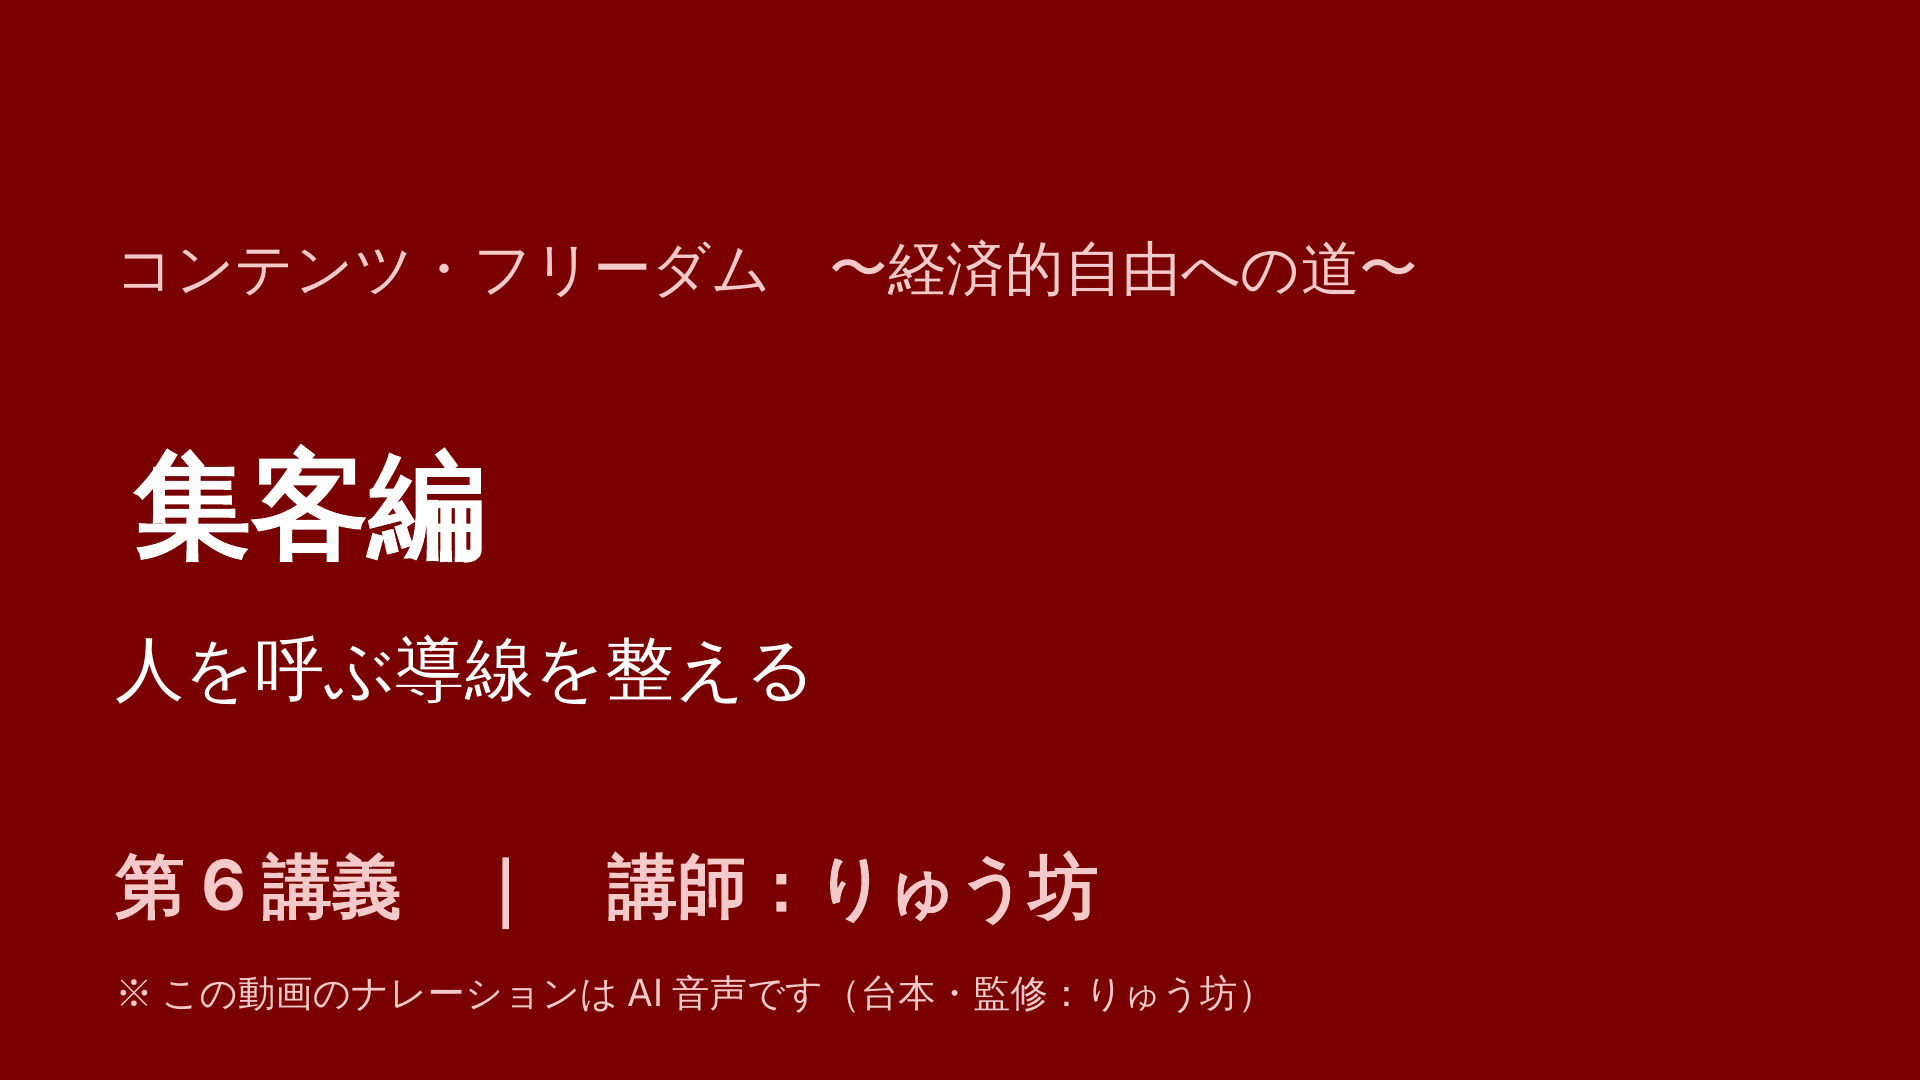 コンテンツ・フリーダム　〜経済的自由への道〜
集客編
人を呼ぶ導線を整える
第 6 講義　｜　講師：りゅう坊
※ この動画のナレーションは AI 音声です（台本・監修：りゅう坊）